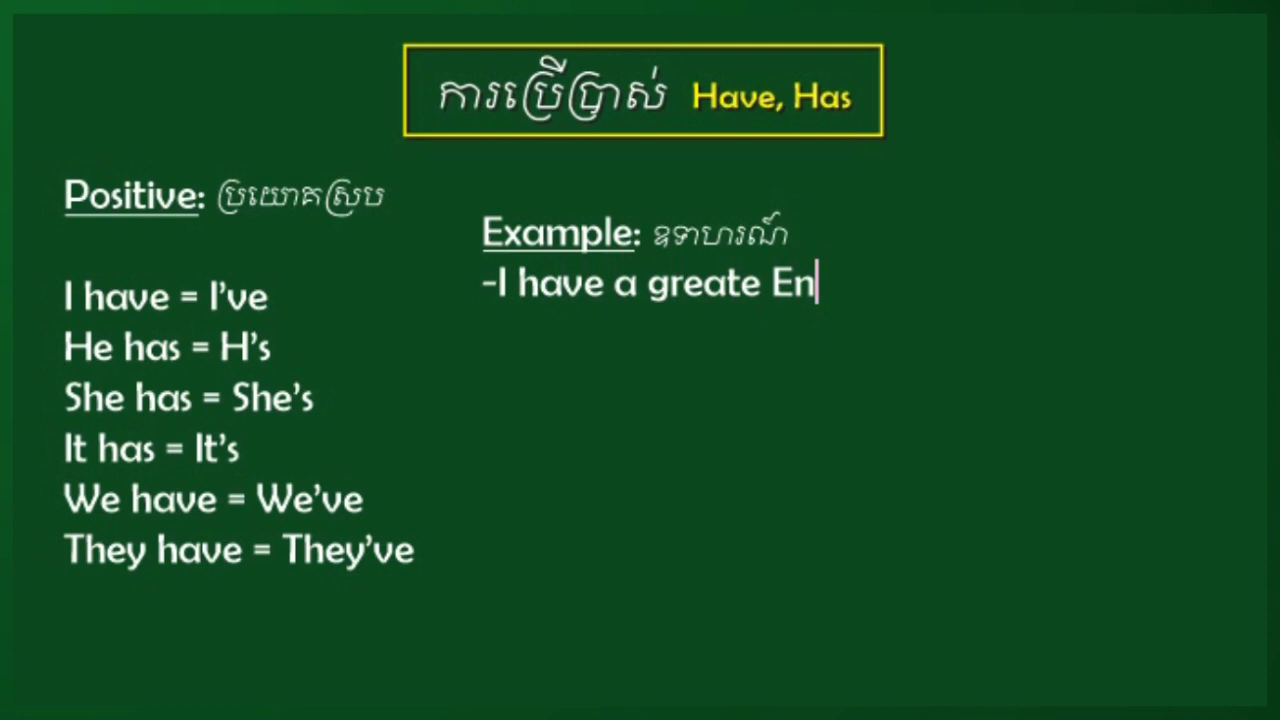 ការប្រើប្រាស់ Have, Has
Positive: ប្រយោគស្រប
I have = I've
He has = H's
She has = She's
It has = It's
We have = We've
They have = They've
Example: ឧទាហរណ៍
-I have a greate En